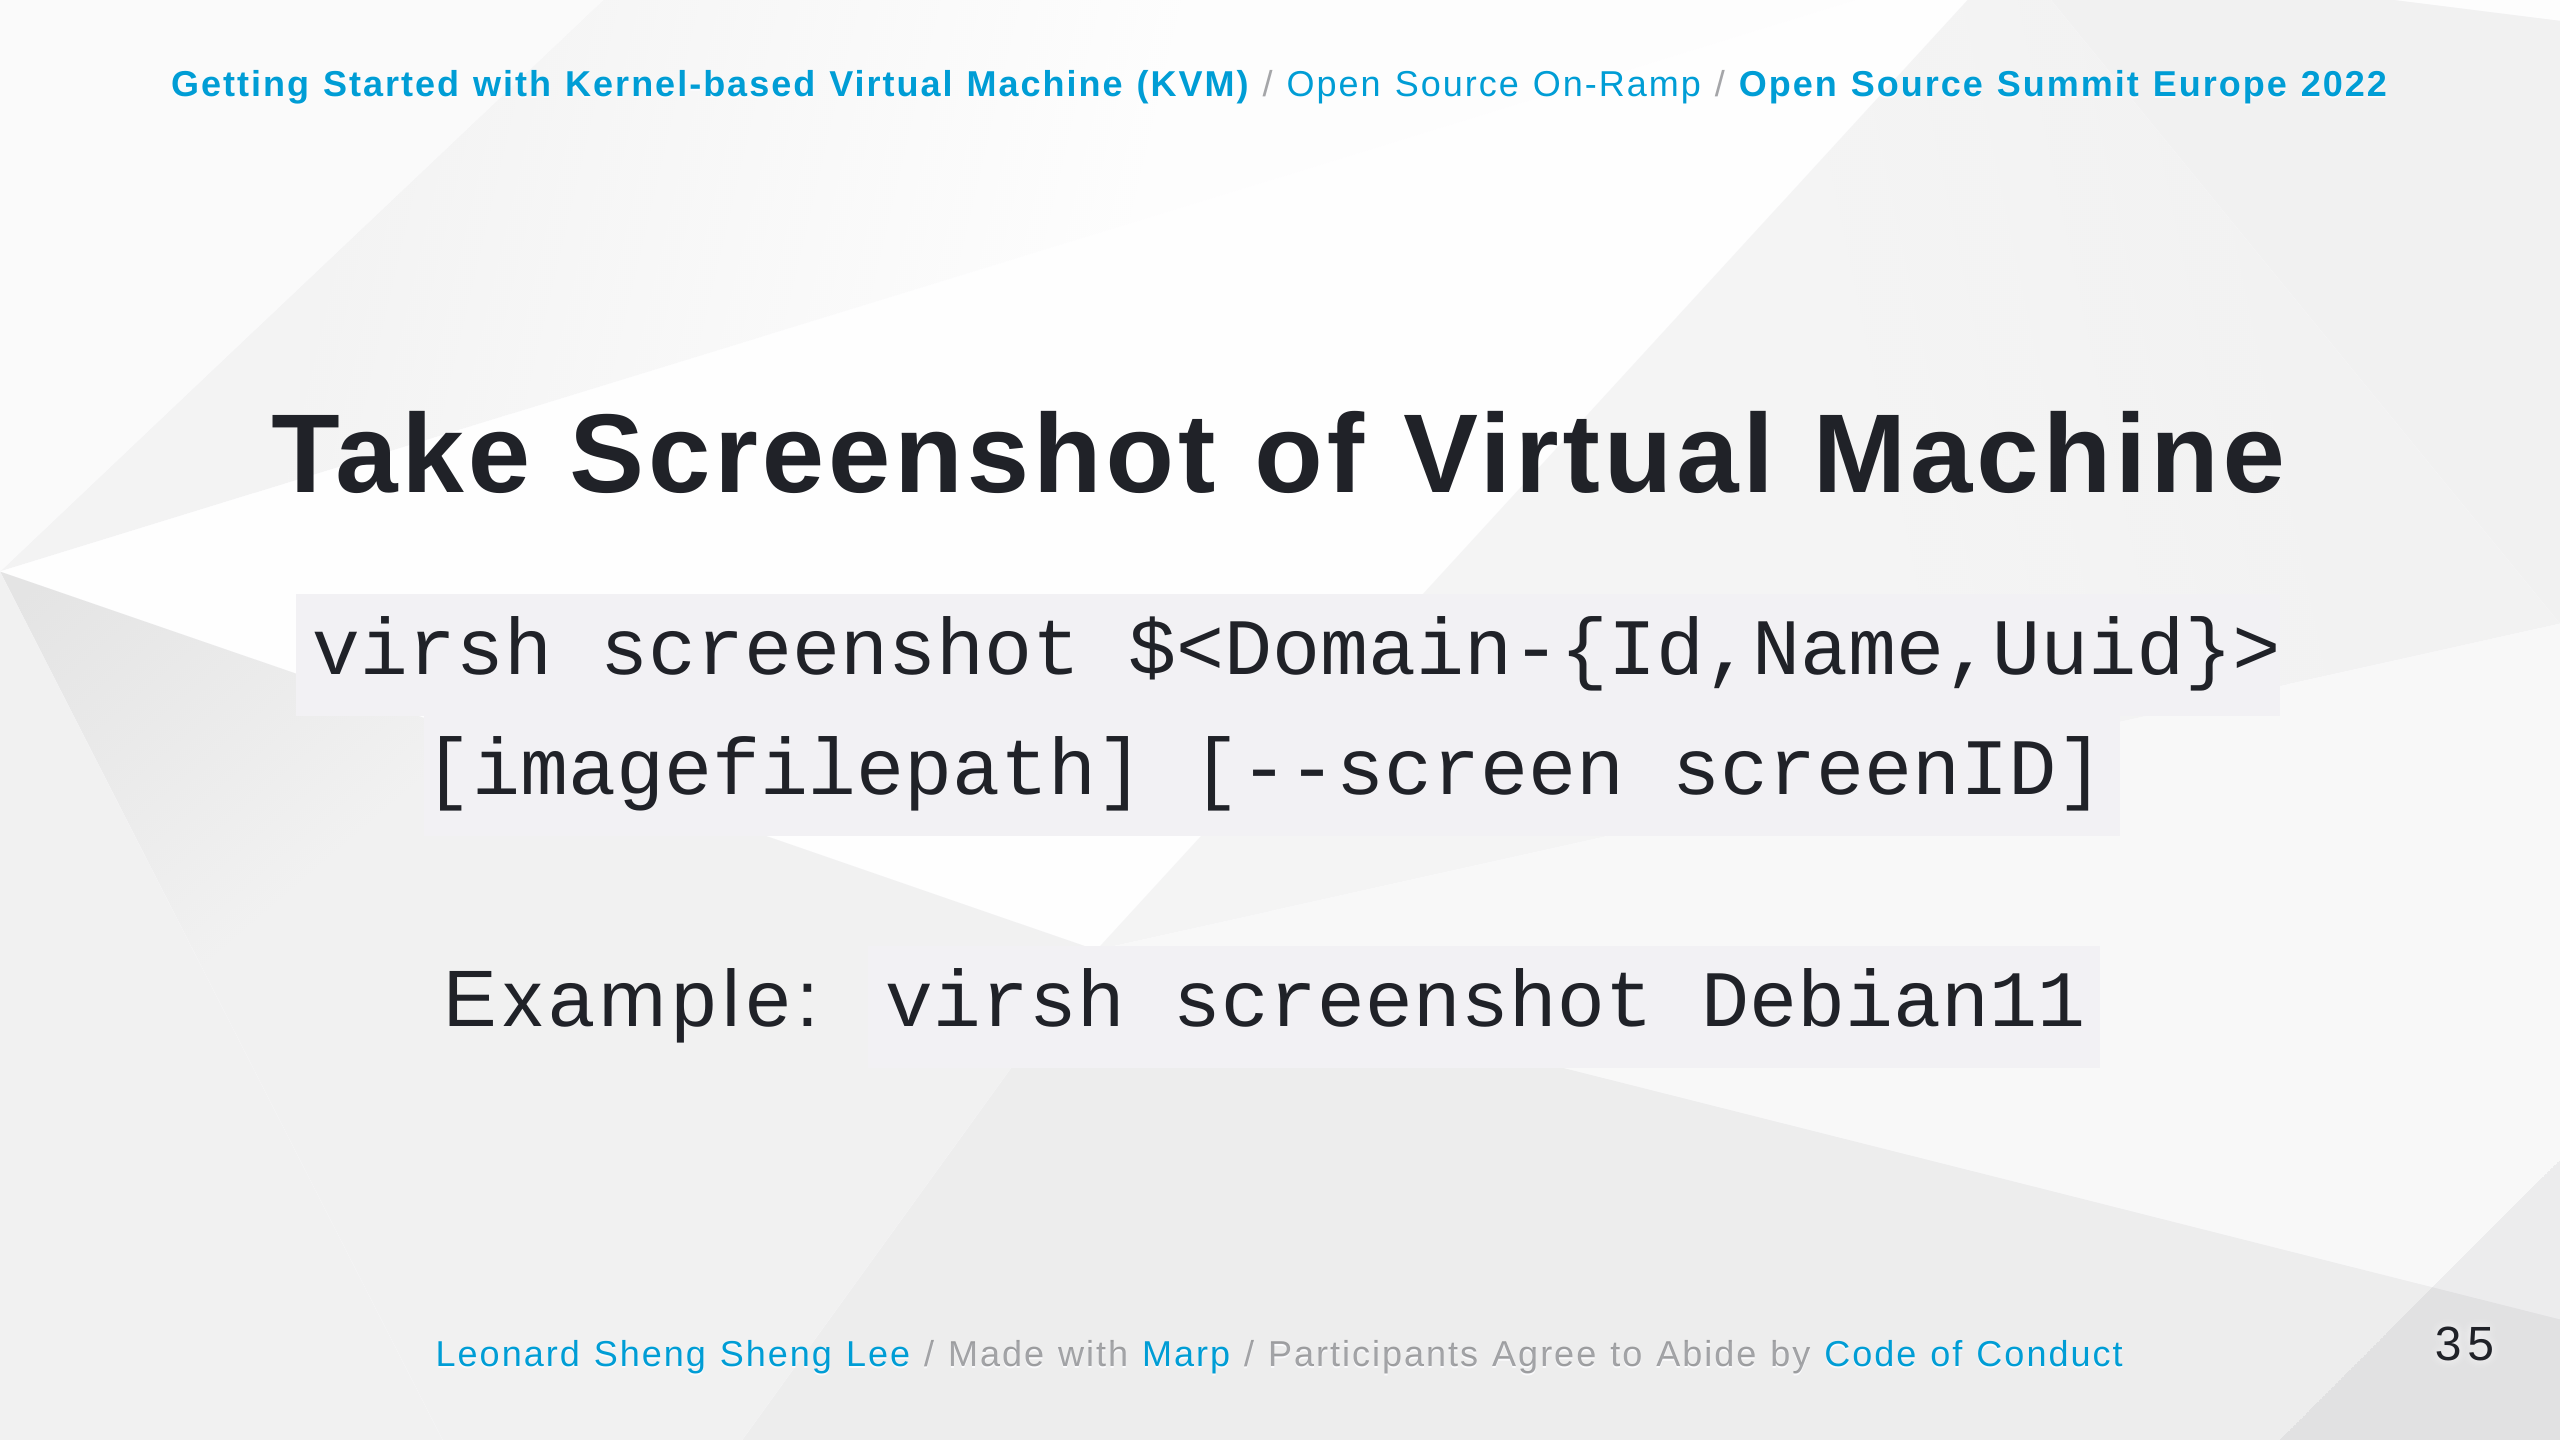 Getting Started with Kernel-based Virtual Machine (KVM) / Open Source On-Ramp / Open Source Summit Europe 2022
Take Screenshot of Virtual Machine
virsh screenshot $<Domain-{Id,Name,Uuid}>
[imagefilepath] [--screen screenID]
Example: virsh screenshot Debian11
Leonard Sheng Sheng Lee / Made with Marp / Participants Agree to Abide by Code of Conduct
35